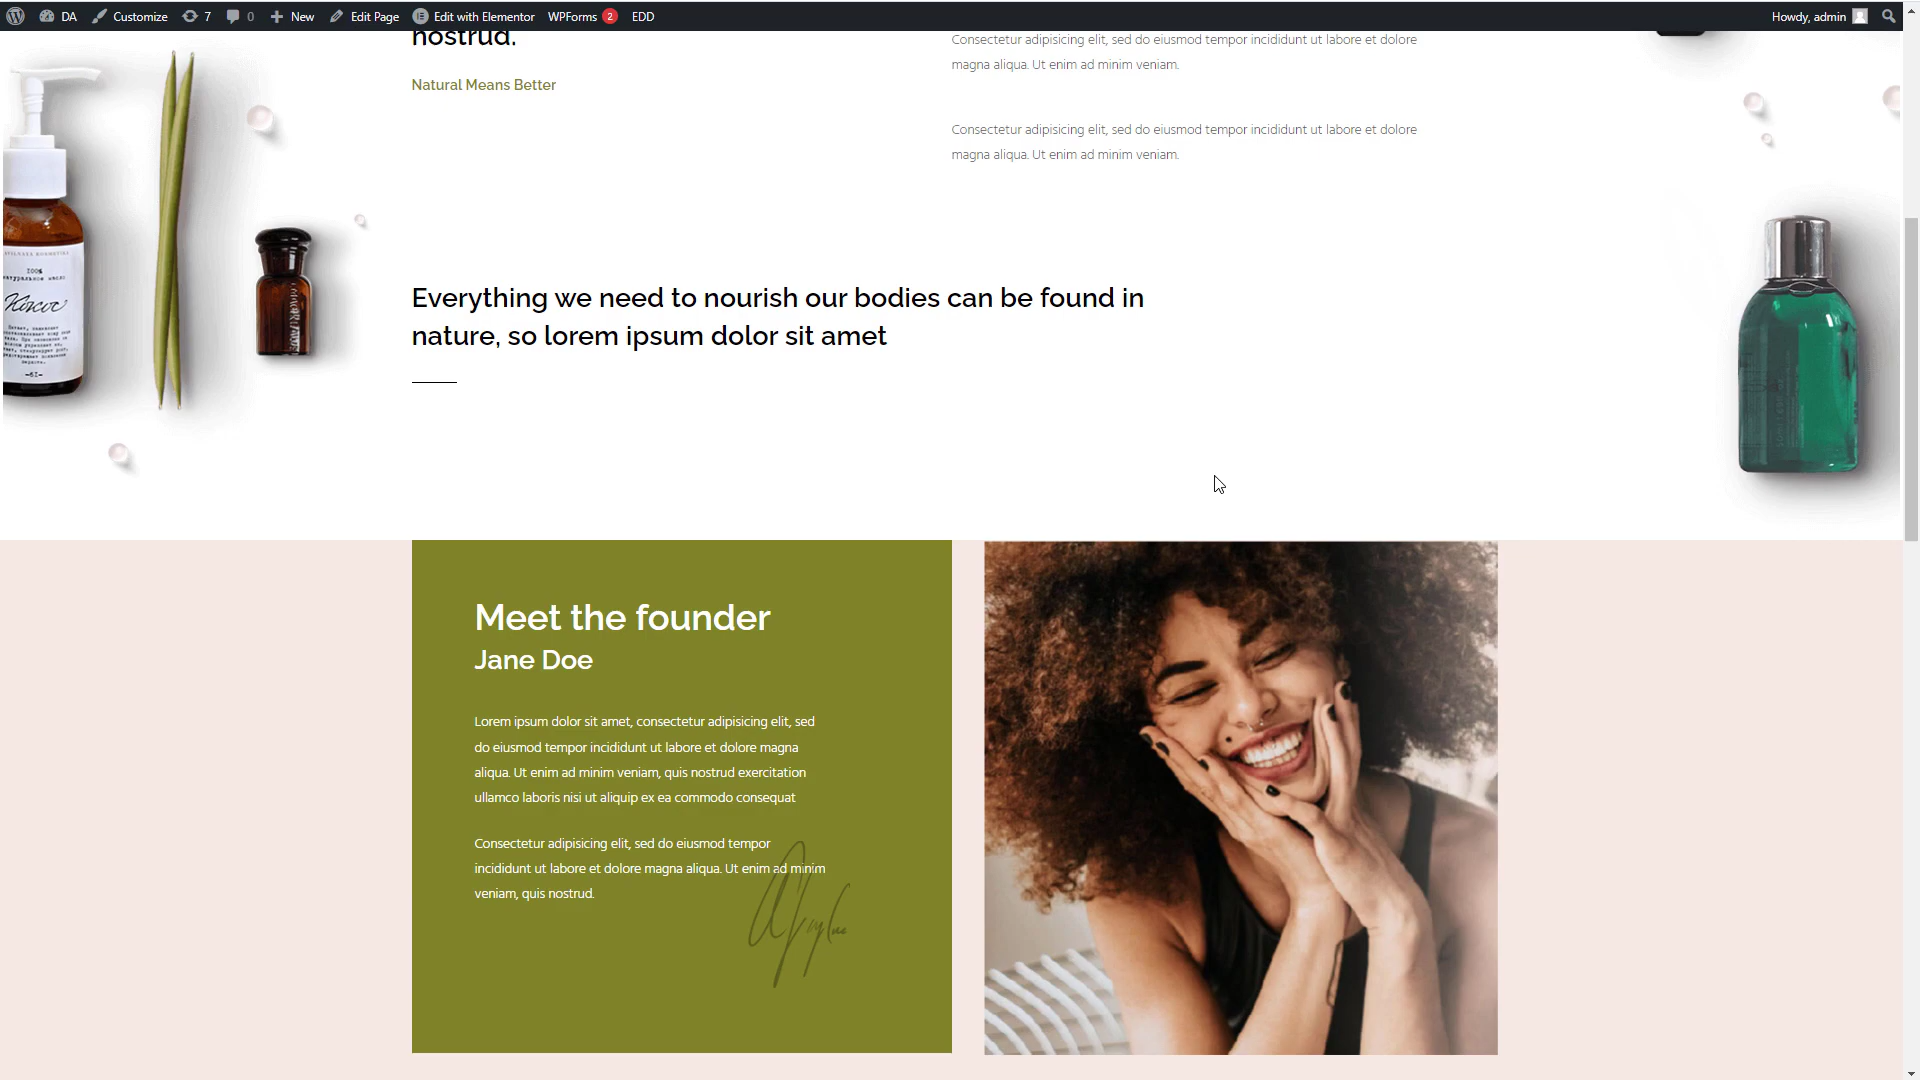 DA
Customize
7
0
New
Edit Page
Edit with Elementor
WPForms
2
EDD
Howdy, admin
nostrud.
Natural Means Better
Consectetur adipisicing elit, sed do eiusmod tempor incididunt ut labore et dolore
magna aliqua. Ut enim ad minim veniam.
Consectetur adipisicing elit, sed do eiusmod tempor incididunt ut labore et dolore
magna aliqua. Ut enim ad minim veniam.
100%
Кокос
Everything we need to nourish our bodies can be found in
nature, so lorem ipsum dolor sit amet
Meet the founder
Jane Doe
Lorem ipsum dolor sit amet, consectetur adipisicing elit, sed
do eiusmod tempor incididunt ut labore et dolore magna
aliqua. Ut enim ad minim veniam, quis nostrud exercitation
ullamco laboris nisi ut aliquip ex ea commodo consequat
Consectetur adipisicing elit, sed do eiusmod tempor
incididunt ut labore et dolore magna aliqua. Ut enim ad minim
veniam, quis nostrud.